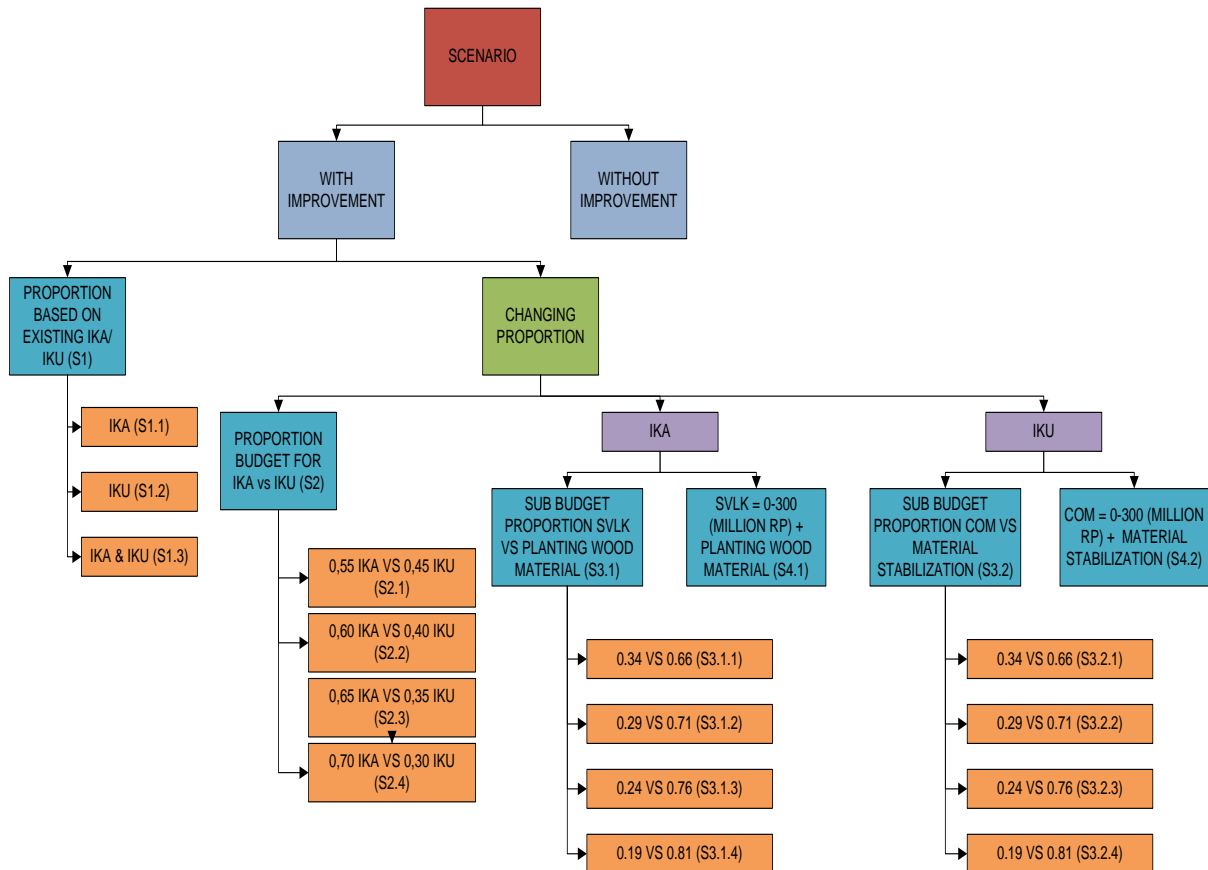 SCENARIO
WITH
IMPROVEMENT
WITHOUT
IMPROVEMENT
PROPORTION
BASED ON
EXISTING IKA/
IKU (S1)
CHANGING
PROPORTION
IKA (S1.1)
IKU (S1.2)
IKA & IKU (S1.3)
PROPORTION
BUDGET FOR
IKA vs IKU (S2)
0,55 IKA VS 0,45 IKU
(S2.1)
0,60 IKA VS 0,40 IKU
(S2.2)
0,65 IKA VS 0,35 IKU
(S2.3)
0,70 IKA VS 0,30 IKU
(S2.4)
IKA
SUB BUDGET
PROPORTION SVLK
VS PLANTING WOOD
MATERIAL (S3.1)
SVLK = 0-300
(MILLION RP) +
PLANTING WOOD
MATERIAL (S4.1)
0.34 VS 0.66 (S3.1.1)
0.29 VS 0.71 (S3.1.2)
0.24 VS 0.76 (S3.1.3)
0.19 VS 0.81 (S3.1.4)
IKU
SUB BUDGET
PROPORTION COM VS
MATERIAL
STABILIZATION (S3.2)
COM = 0-300 (MILLION
RP) + MATERIAL
STABILIZATION (S4.2)
0.34 VS 0.66 (S3.2.1)
0.29 VS 0.71 (S3.2.2)
0.24 VS 0.76 (S3.2.3)
0.19 VS 0.81 (S3.2.4)